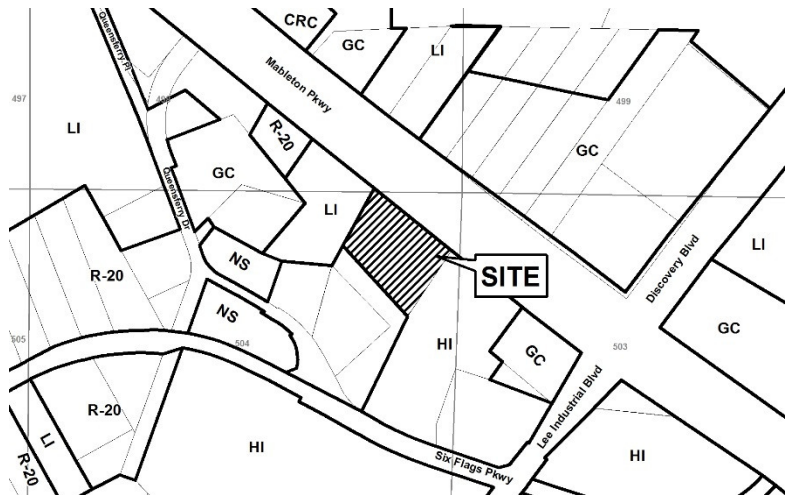 CRC
GC
LI
Queensferry Pl
Mableton Pkwy
497
499
LI
R-20
GC
GC
Queensferry Dr
LI
LI
NS
SITE
Discovery Blvd
R-20
NS
GC
505
504
HI
GC
503
R-20
Lee Industrial Blvd
LI
R-20
HI
Six Flags Pkwy
HI